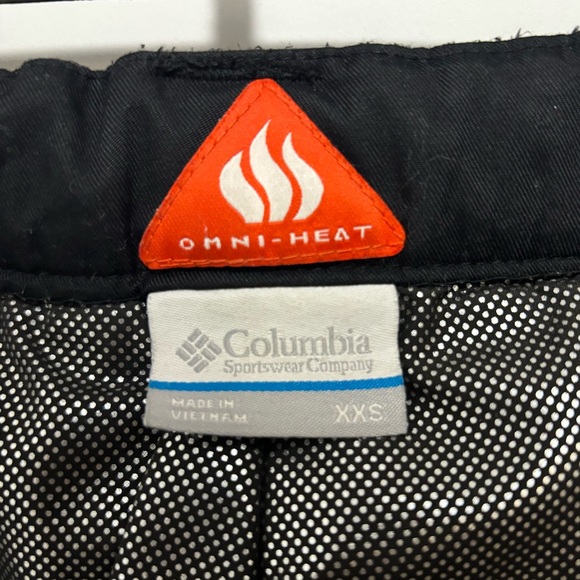 OMNI-HEAT
Columbia
Sportswear Company
MADE IN
VIETNAM
XXS